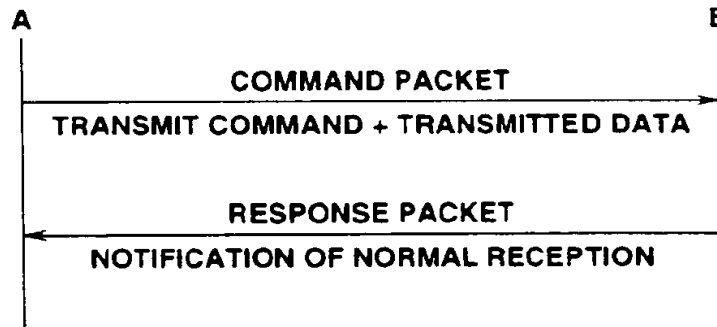 A
COMMAND PACKET
TRANSMIT COMMAND + TRANSMITTED DATA
RESPONSE PACKET
NOTIFICATION OF NORMAL RECEPTION